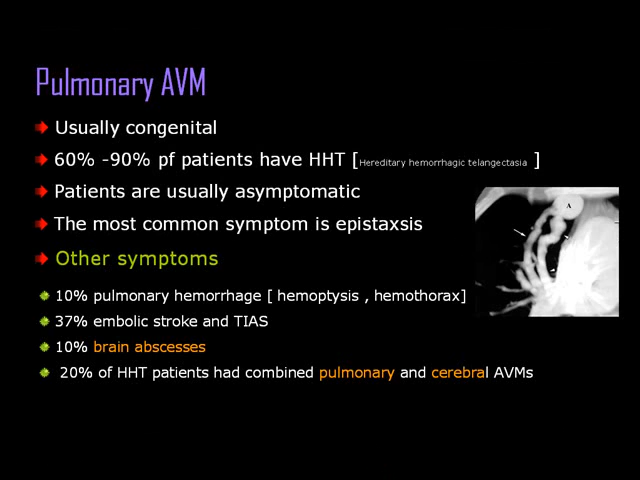 Pulmonary AVM
Usually congenital
60% -90% pf patients have HHT [Hereditary hemorrhagic telangectasia ]
Patients are usually asymptomatic
The most common symptom is epistaxsis
Other symptoms
10% pulmonary hemorrhage [ hemoptysis , hemothorax]
37% embolic stroke and TIAS
10% brain abscesses
20% of HHT patients had combined pulmonary and cerebral AVMs
A